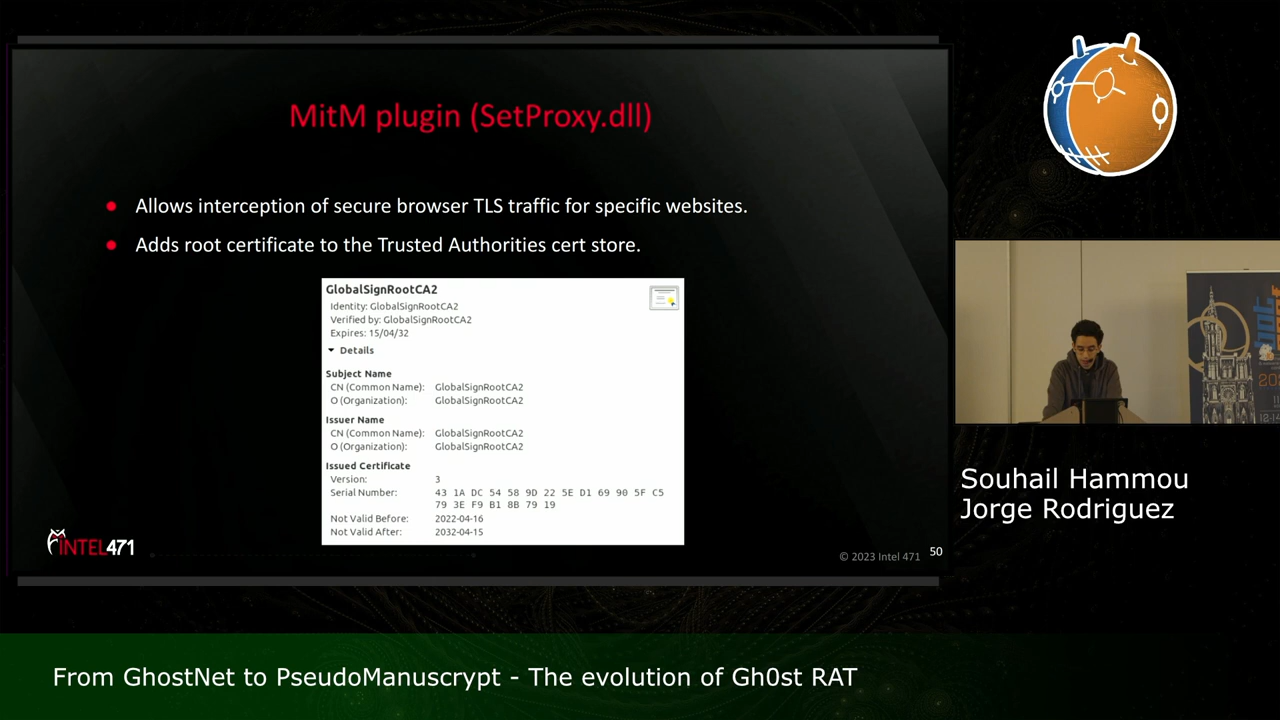 MitM plugin (SetProxy.dll)
Allows interception of secure browser TLS traffic for specific websites.
Adds root certificate to the Trusted Authorities cert store.
GlobalSignRootCA2
Identity: GlobalSignRootCA2
Verified by: GlobalSignRootCA2
Expires: 15/04/32
Details
Subject Name
CN (Common Name): GlobalSignRootCA2
O (Organization): GlobalSignRootCA2
Issuer Name
CN (Common Name): GlobalSignRootCA2
O (Organization): GlobalSignRootCA2
Issued Certificate
Version: 3
Serial Number: 43 1A DC 54 58 9D 22 5E D1 69 90 5F C5
79 3E F9 B1 8B 79 19
Not Valid Before: 2022-04-16
Not Valid After: 2032-04-15
INTEL471
© 2023 Intel 471 50
Souhail Hammou
Jorge Rodriguez
From GhostNet to PseudoManuscrypt - The evolution of Gh0st RAT